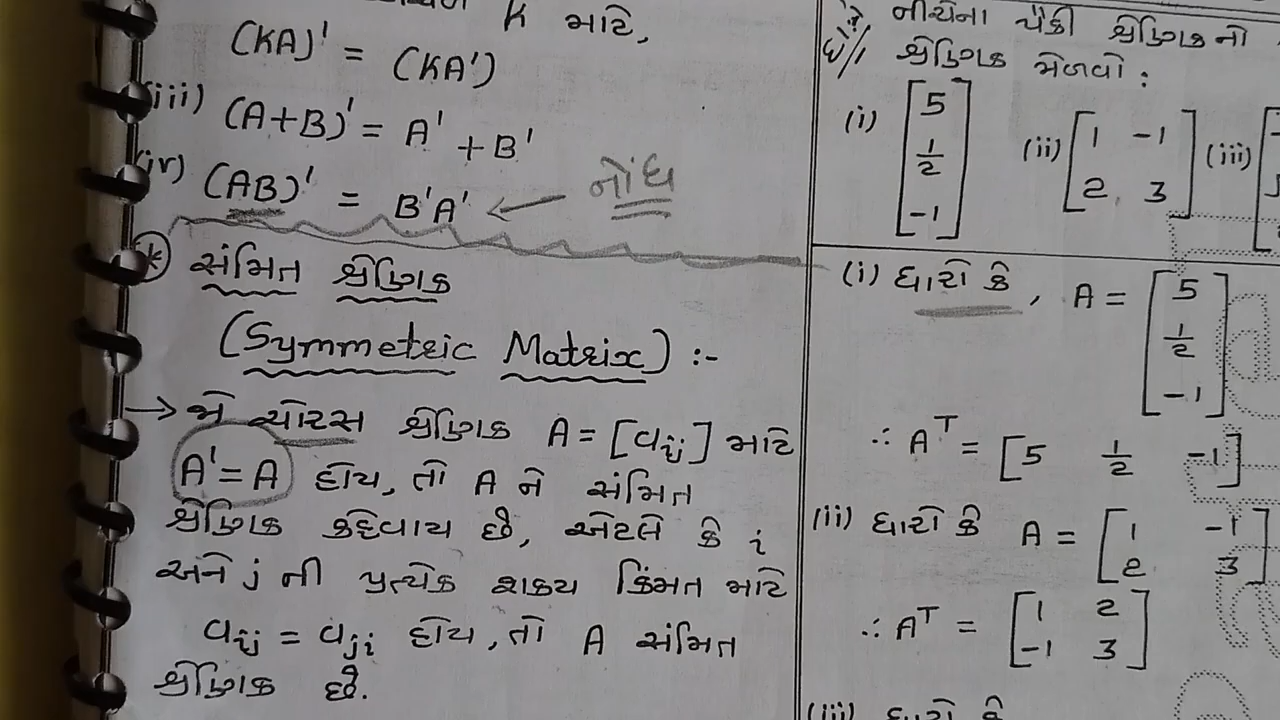 K માટે,
(KA)' = (KA')
(iii) (A+B)' = A' + B'
(iv) (AB)' = B'A' ← નોંધ
* સંમિત શ્રેણિક
(Symmetric Matrix) :-
→ જો ચોરસ શ્રેણિક A = [aij] માટે
A' = A હોય, તો A ને સંમિત
શ્રેણિક કહેવાય છે, એટલે કે i
અને j ની પ્રત્યેક શક્ય કિંમત માટે
aij = aji હોય, તો A સંમિત
શ્રેણિક છે.
નીચેના પૈકી શ્રેણિક નો
શ્રેણિક મેળવો :
(i) [5 1/2 -1] (ii) [1 -1 2 3] (iii)
(i) ધારો કે, A = [5 1/2 -1]
∴ A^T = [5 1/2 -1]
(ii) ધારો કે A = [1 -1 2 3]
∴ A^T = [1 2 -1 3]
(iii) ધારો કે